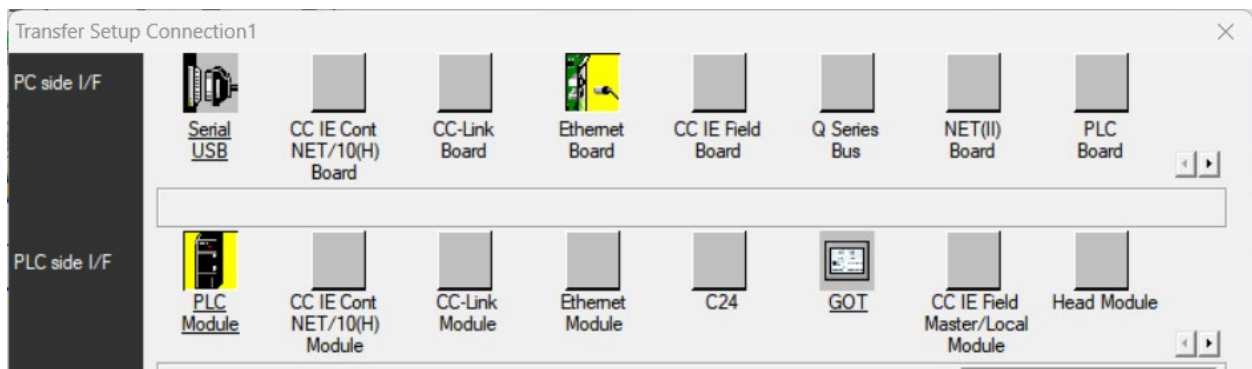 Transfer Setup Connection1
PC side I/F
Serial
USB
CC IE Cont
NET/10(H)
Board
CC-Link
Board
Ethernet
Board
CC IE Field
Board
Q Series
Bus
NET(II)
Board
PLC
Board
PLC side I/F
PLC
Module
CC IE Cont
NET/10(H)
Module
CC-Link
Module
Ethernet
Module
C24
GOT
CC IE Field
Master/Local
Module
Head Module